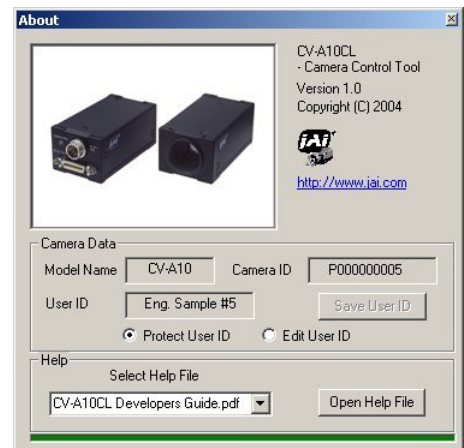 About
CV-A10CL
- Camera Control Tool
Version 1.0
Copyright (C) 2004
JAi
http://www.jai.com
Camera Data
Model Name CV-A10 Camera ID P000000005
User ID Eng. Sample #5 Save User ID
Protect User ID Edit User ID
Help
Select Help File
CV-A10CL Developers Guide.pdf Open Help File